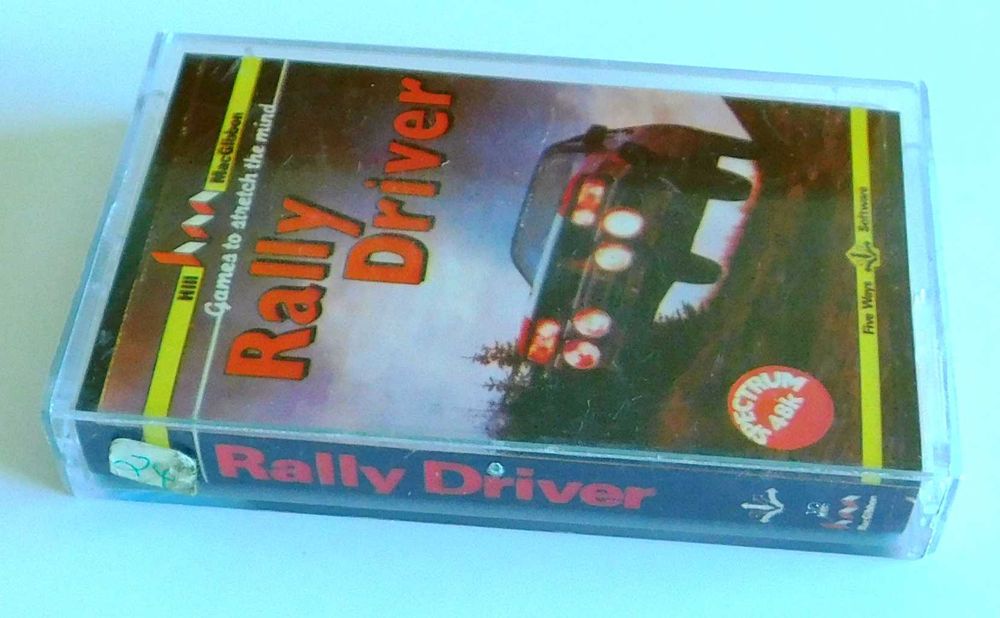 Hill MacGibbon
Games to stretch the mind
Rally
Driver
SPECTRUM
48k
Five Ways Software
Rally Driver